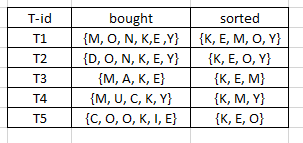 T-id bought sorted
T1 {M, O, N, K,E ,Y} {K, E, M, O, Y}
T2 {D, O, N, K, E, Y} {K, E, O, Y}
T3 {M, A, K, E} {K, E, M}
T4 {M, U, C, K, Y} {K, M, Y}
T5 {C, O, O, K, I, E} {K, E, O}